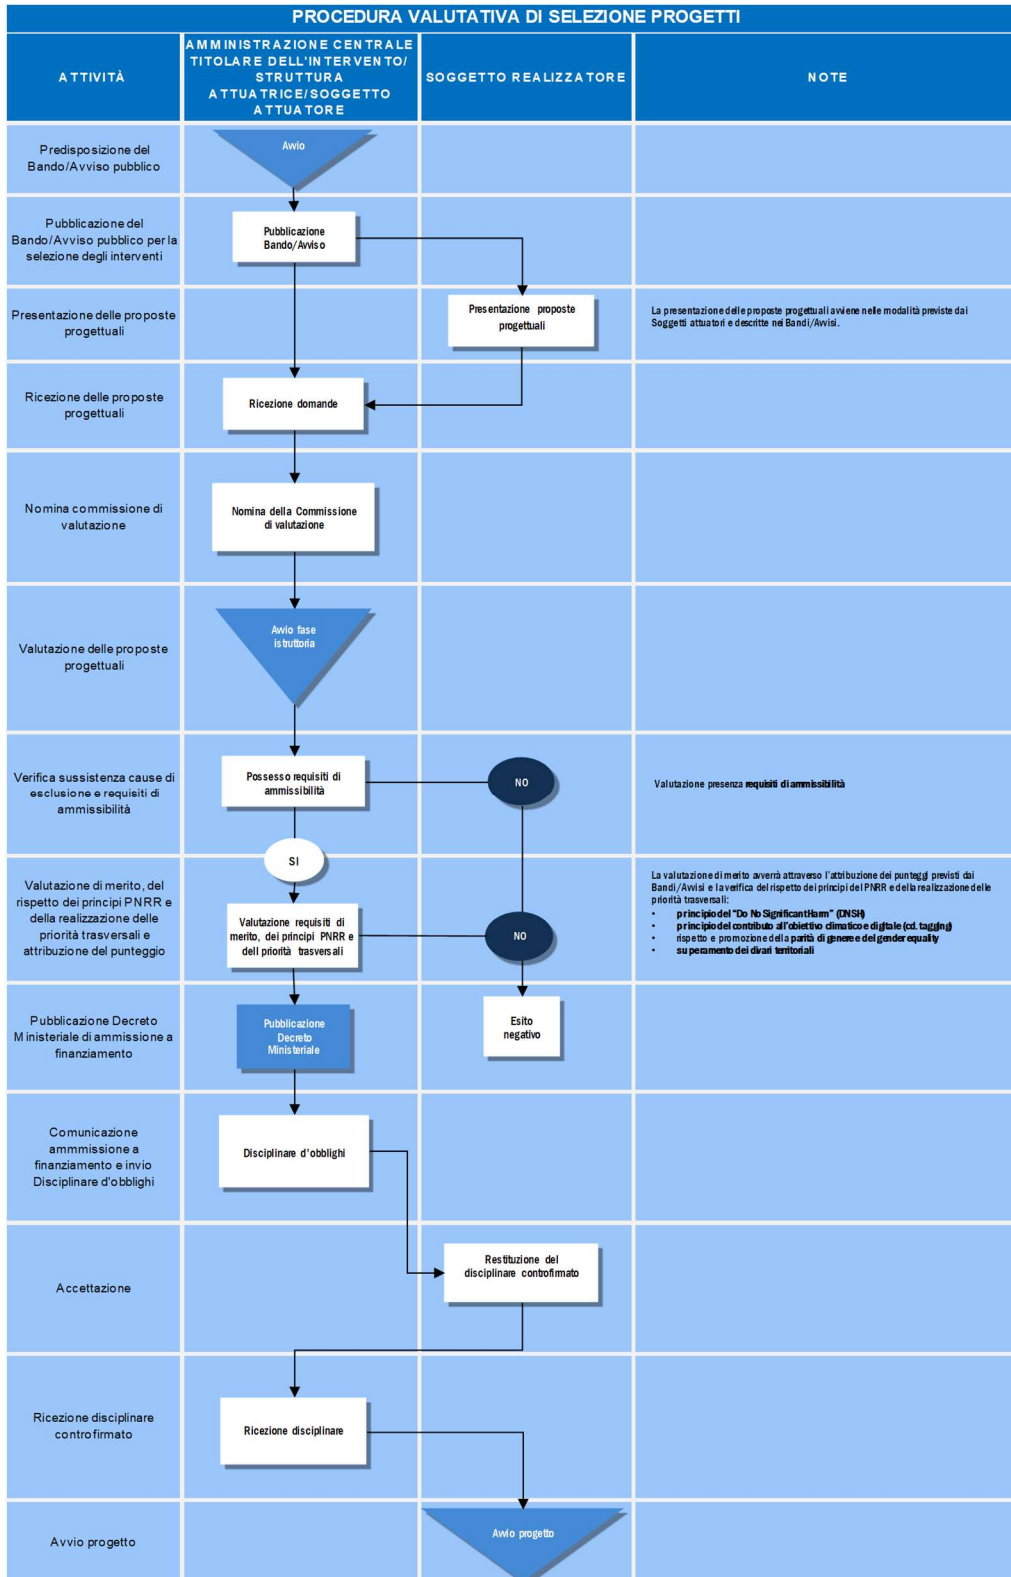 PROCEDURA VALUTATIVA DI SELEZIONE PROGETTI
ATTIVITÀ
AMMINISTRAZIONE CENTRALE
TITOLARE DELL'INTERVENTO/
STRUTTURA
ATTUATRICE/SOGGETTO
ATTUATORE
SOGGETTO REALIZZATORE
NOTE
Predisposizione del
Bando/Avviso pubblico
Avvio
Pubblicazione del
Bando/Avviso pubblico per la
selezione degli interventi
Pubblicazione
Bando/Avviso
Presentazione delle proposte
progettuali
Presentazione proposte
progettuali
La presentazione delle proposte progettuali avviene nelle modalità previste dai
Soggetti attuatori e descritte nei Bandi/Avvisi.
Ricezione delle proposte
progettuali
Ricezione domande
Nomina commissione di
valutazione
Nomina della Commissione
di valutazione
Valutazione delle proposte
progettuali
Avvio fase
istruttoria
Verifica sussistenza cause di
esclusione e requisiti di
ammissibilità
Possesso requisiti di
ammissibilità
NO
Valutazione presenza requisiti di ammissibilità
SI
Valutazione di merito, del
rispetto dei principi PNRR e
della realizzazione delle
priorità trasversali e
attribuzione del punteggio
Valutazione requisiti di
merito, dei principi PNRR e
dell priorità trasversali
NO
La valutazione di merito avverrà attraverso l'attribuzione dei punteggi previsti dai
Bandi/Avvisi e la verifica del rispetto dei principi del PNRR e della realizzazione delle
priorità trasversali:
• principio del "Do No Significant Harm" (DNSH)
• principio del contributo all'obiettivo climatico e digitale (cd. tagging)
• rispetto e promozione della parità di genere e del gender equality
• superamento dei divari territoriali
Pubblicazione Decreto
Ministeriale di ammissione a
finanziamento
Pubblicazione
Decreto
Ministeriale
Esito
negativo
Comunicazione
ammmissione a
finanziamento e invio
Disciplinare d'obblighi
Disciplinare d'obblighi
Accettazione
Restituzione del
disciplinare controfirmato
Ricezione disciplinare
controfirmato
Ricezione disciplinare
Avvio progetto
Avvio progetto